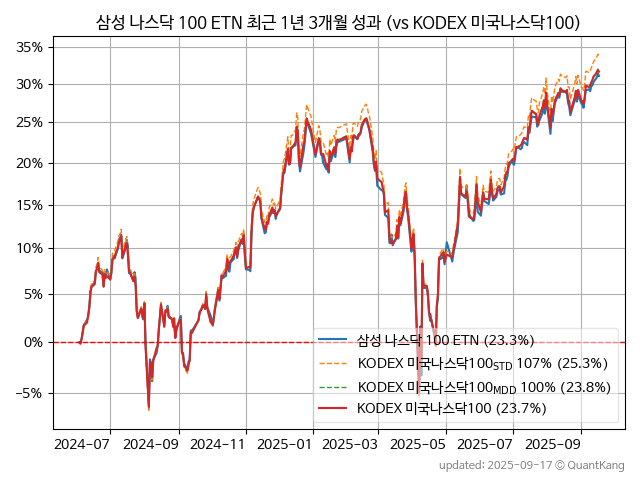 삼성 나스닥 100 ETN 최근 1년 3개월 성과 (vs KODEX 미국나스닥100)
35%
30%
25%
20%
15%
10%
5%
0%
−5%
삼성 나스닥 100 ETN (23.3%)
KODEX 미국나스닥100STD 107% (25.3%)
KODEX 미국나스닥100MDD 100% (23.8%)
KODEX 미국나스닥100 (23.7%)
2024-07 2024-09 2024-11 2025-01 2025-03 2025-05 2025-07 2025-09
updated: 2025-09-17 © QuantKang